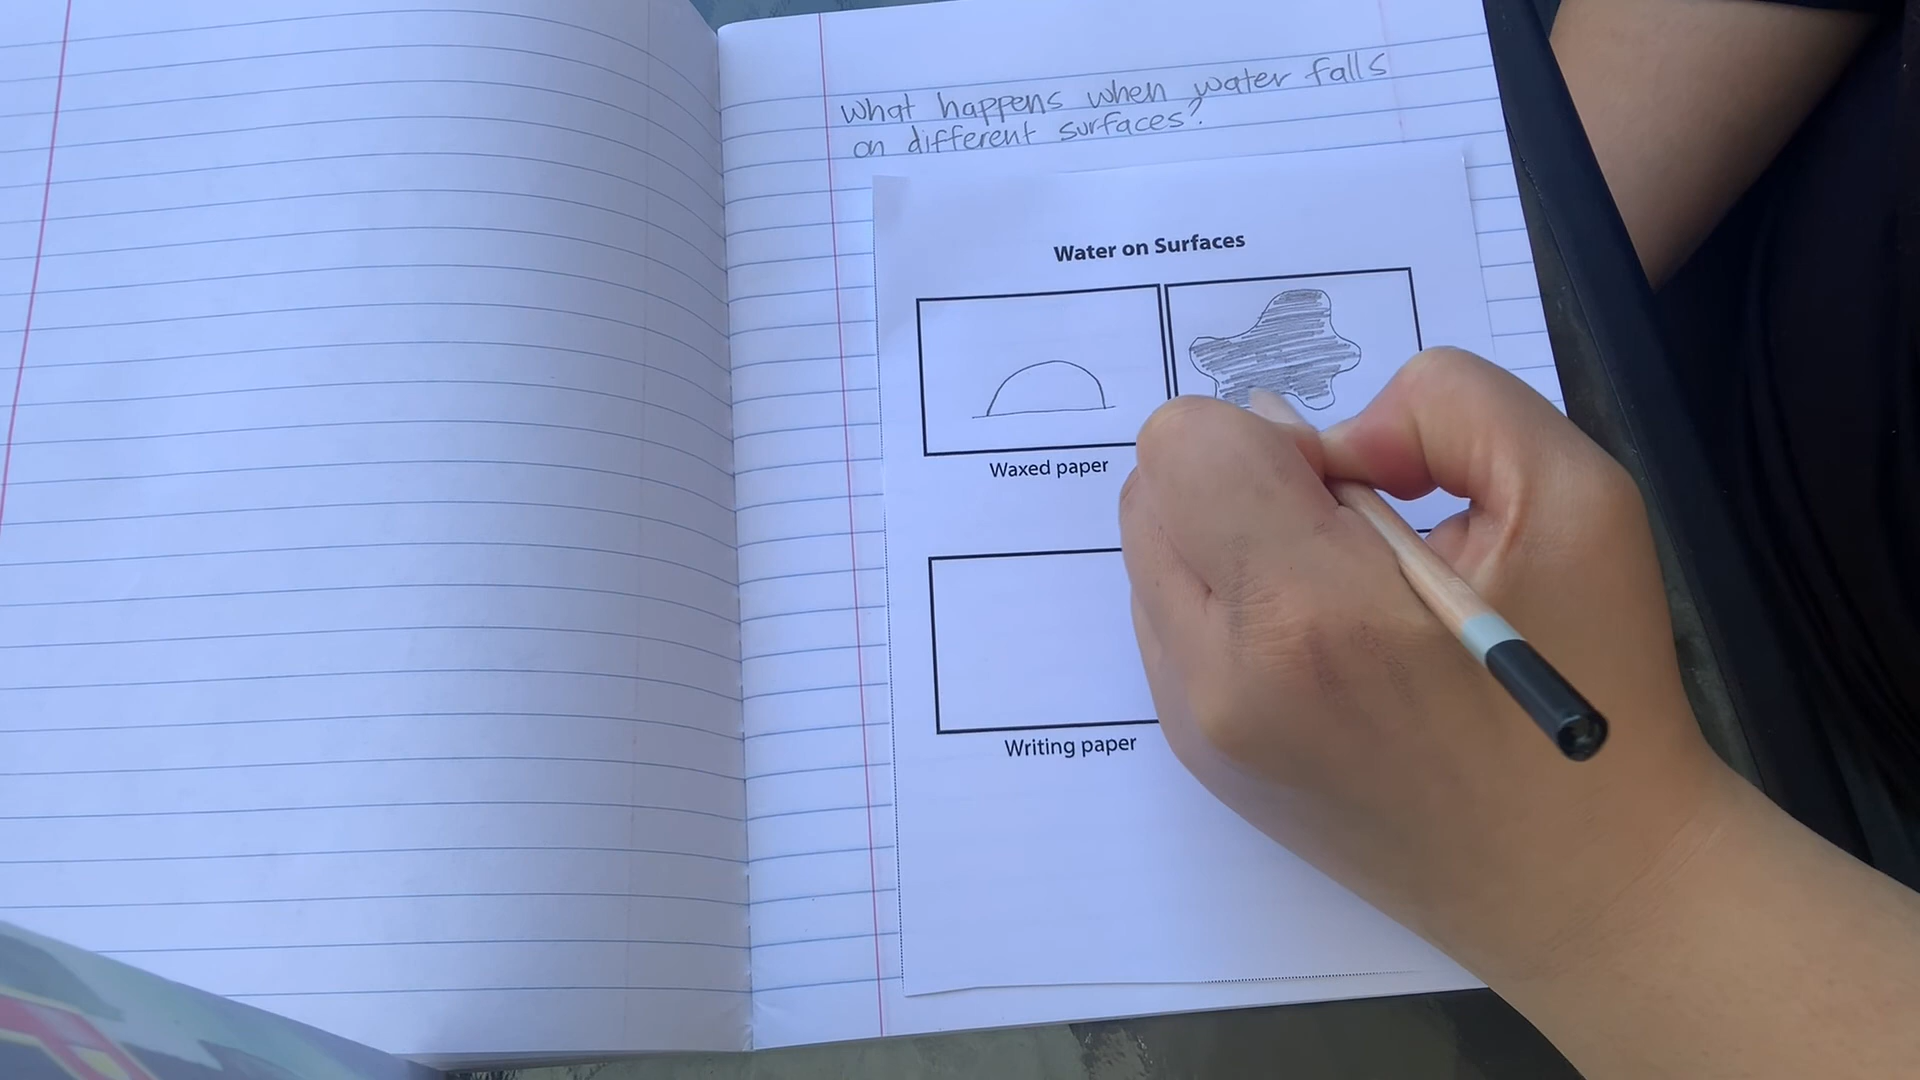 What happens when water falls
on different surfaces?
Water on Surfaces
Waxed paper
Writing paper